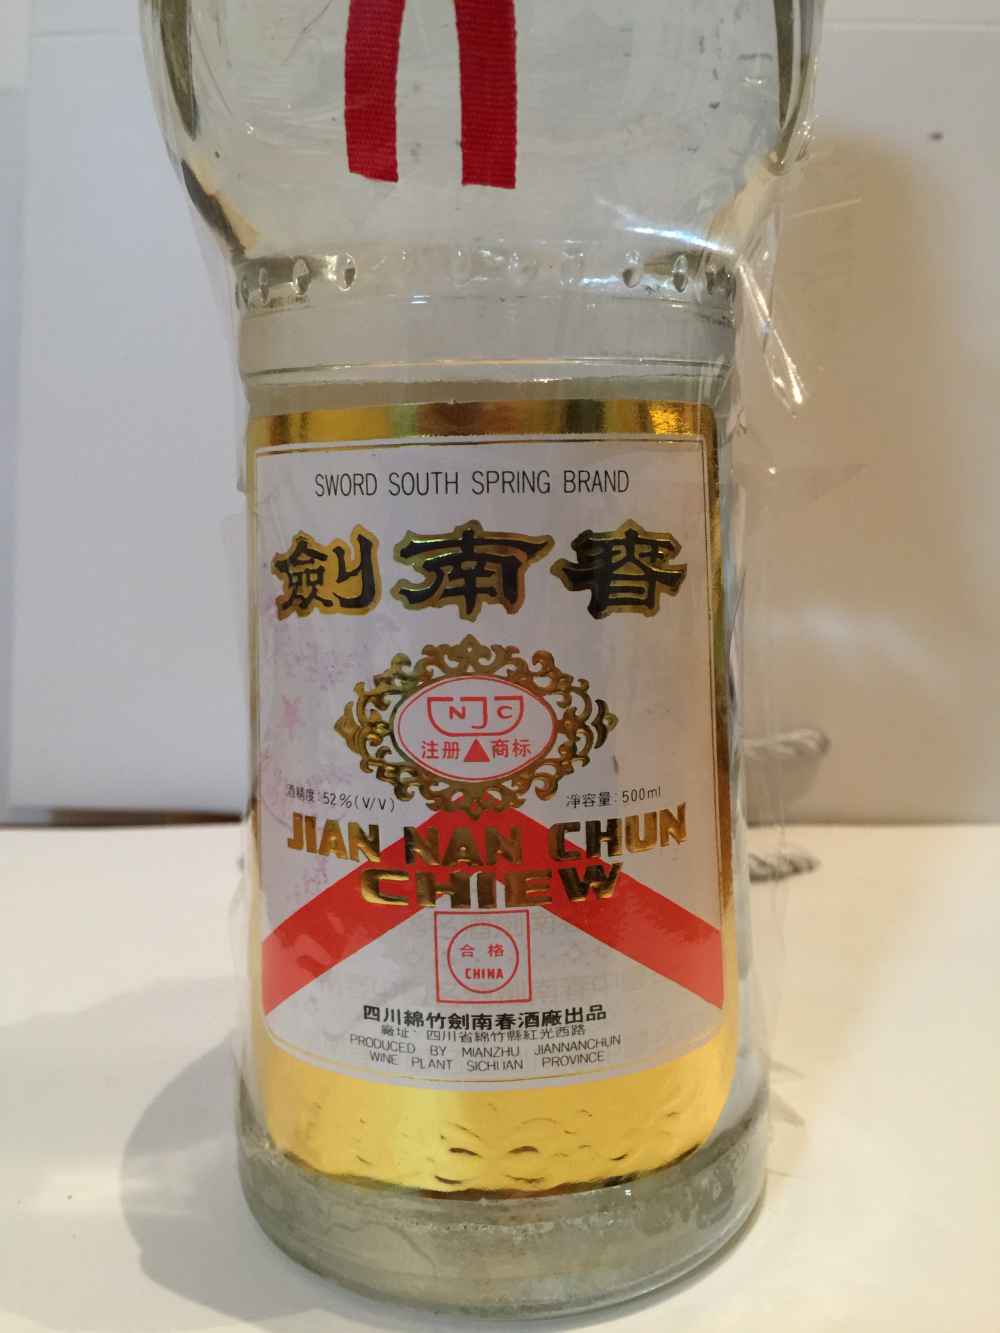 SWORD SOUTH SPRING BRAND
劍南春
NJC
注册 商标
酒精度:52%(V/V) 净容量:500ml
JIAN NAN CHUN
CHIEW
合格
CHINA
四川綿竹劍南春酒廠出品
廠址:四川省綿竹縣紅光西路
PRODUCED BY MIANZHU JIANNANCHUN
WINE PLANT SICHUAN PROVINCE